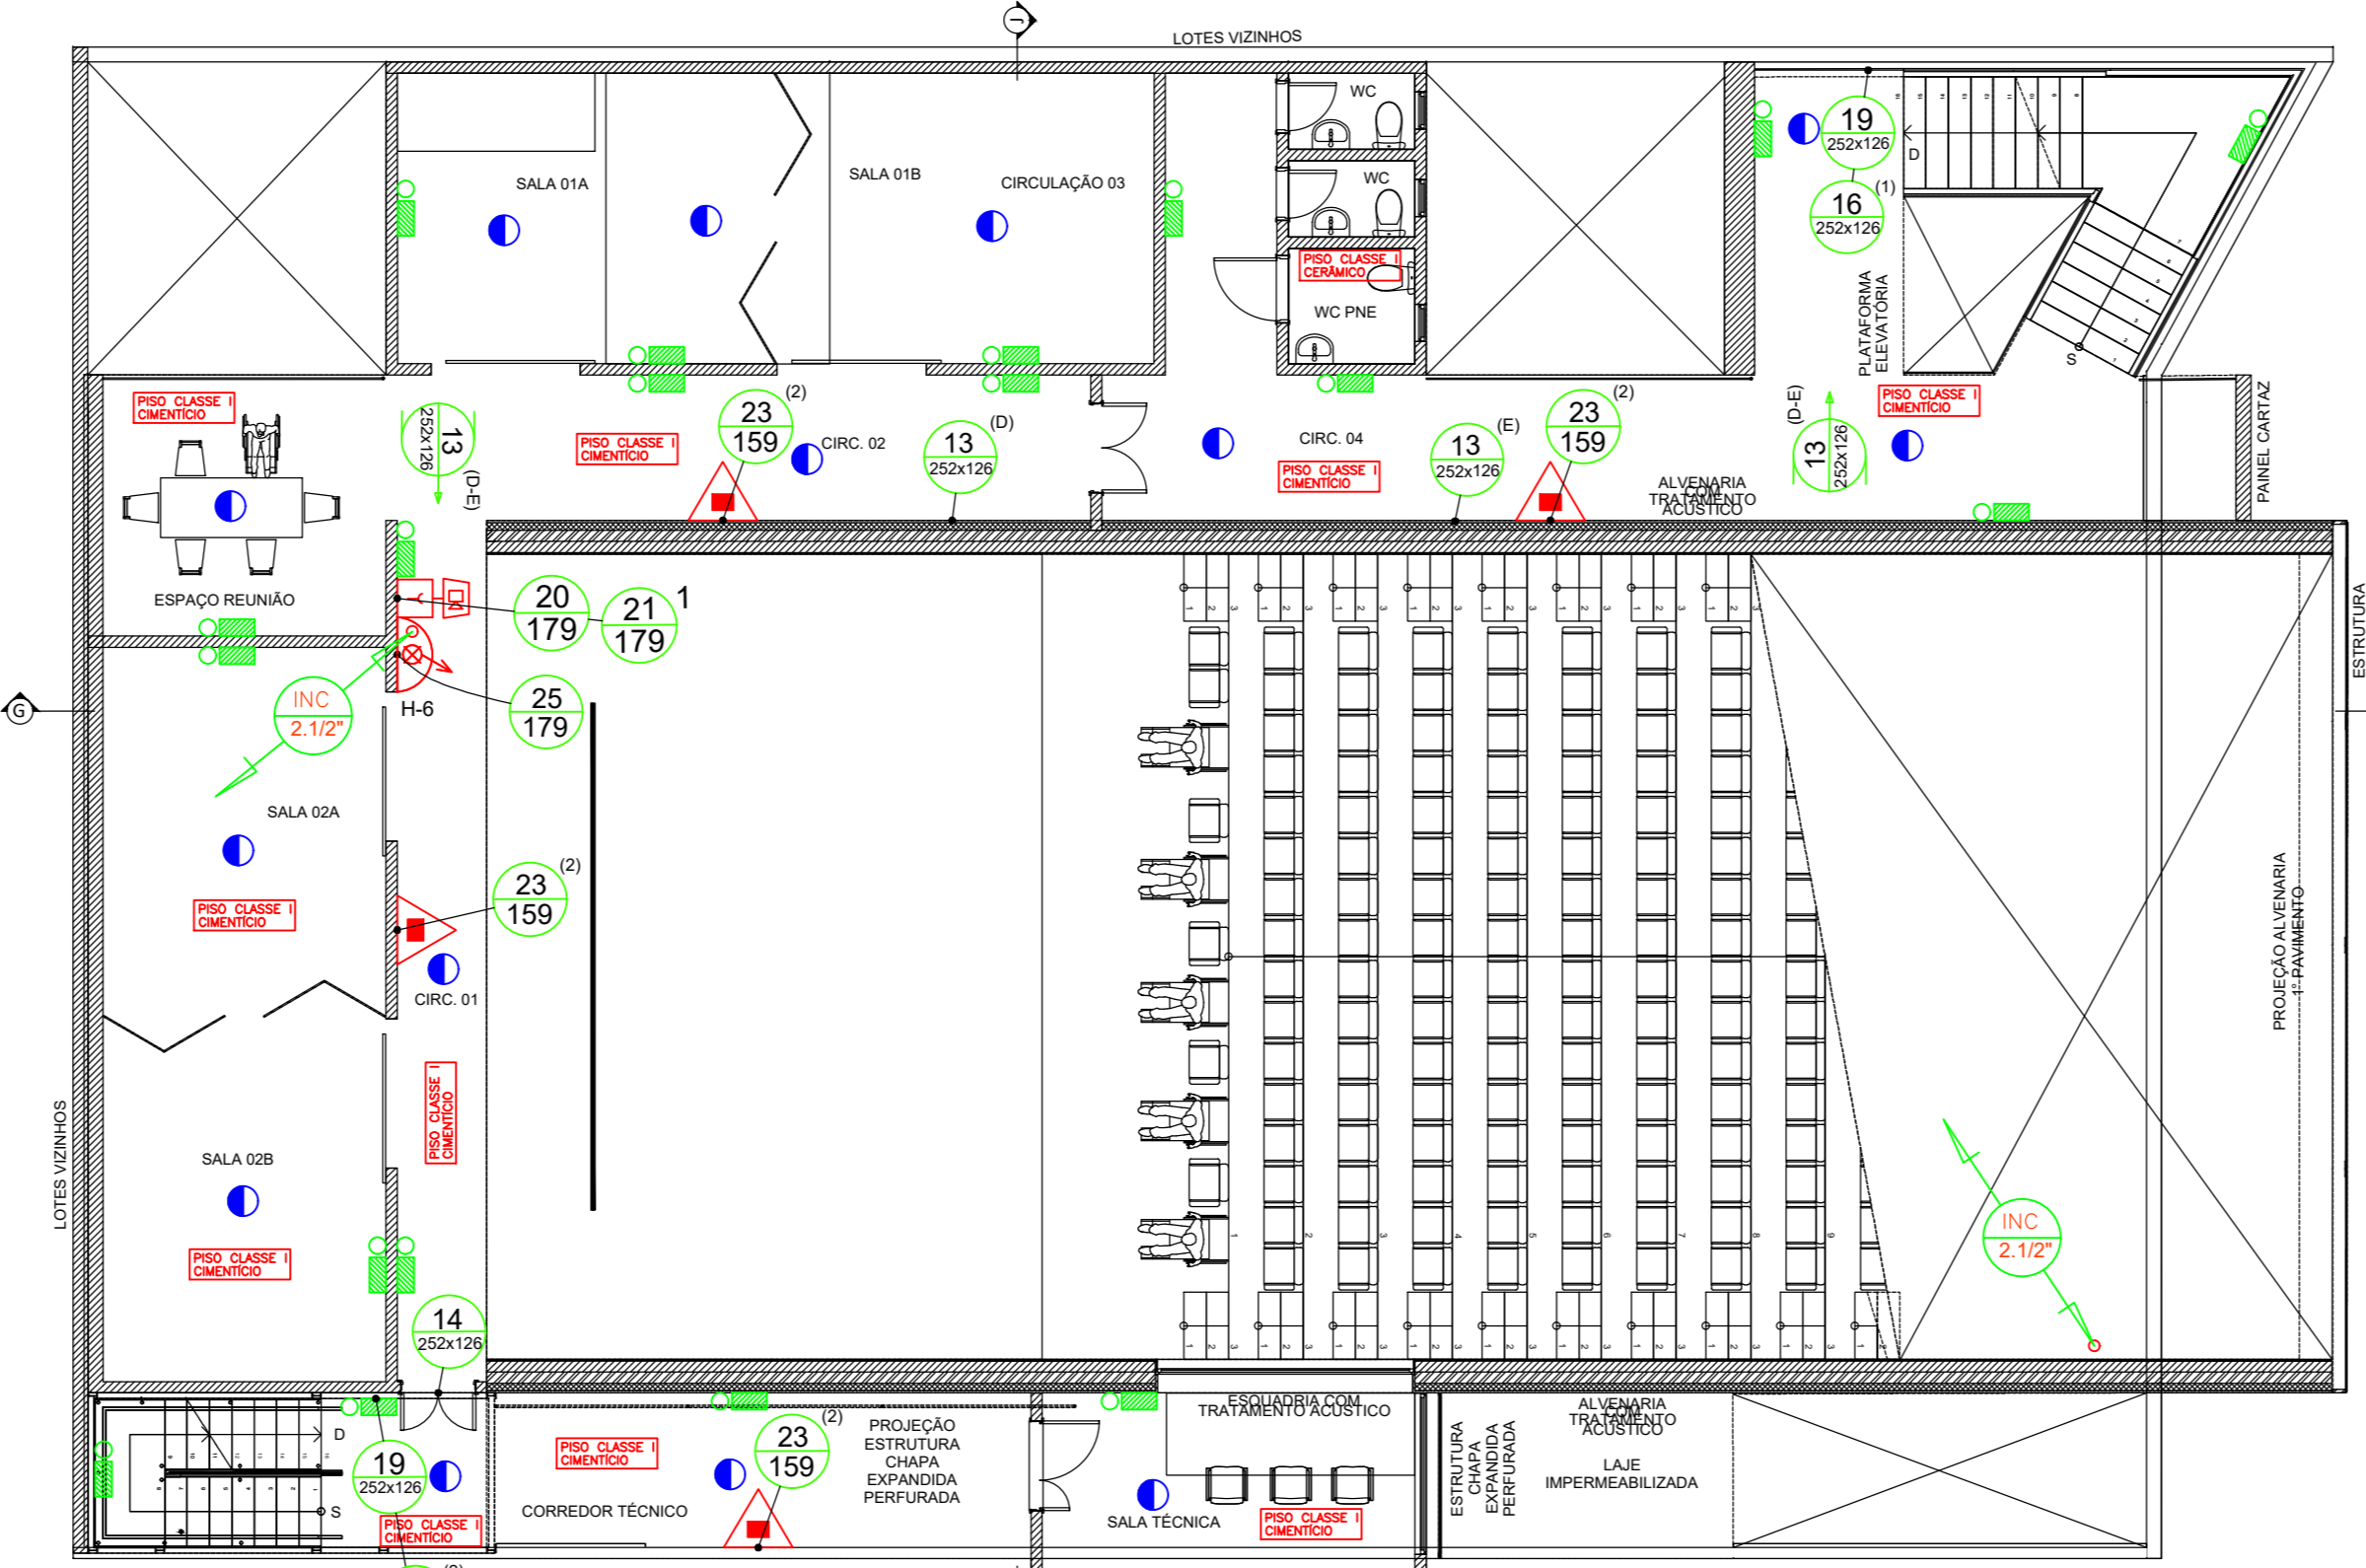 J
LOTES VIZINHOS
WC
SALA 01A
SALA 01B
CIRCULAÇÃO 03
WC
PISO CLASSE I
CERÂMICO
WC PNE
19
252x126
16
252x126
(1)
D
S
PLATAFORMA
ELEVATÓRIA
PISO CLASSE I
CIMENTÍCIO
13
252x126
(D-E)
PISO CLASSE I
CIMENTÍCIO
23
159
(2)
CIRC. 02
13
252x126
(D)
CIRC. 04
PISO CLASSE I
CIMENTÍCIO
13
252x126
(E)
23
159
(2)
ALVENARIA
COM
TRATAMENTO
ACÚSTICO
13
252x126
(D-E)
PISO CLASSE I
CIMENTÍCIO
PAINEL CARTAZ
ESPAÇO REUNIÃO
20
179
21
179
1
25
179
H-6
INC
2.1/2"
G
ESTRUTURA
SALA 02A
PISO CLASSE I
CIMENTÍCIO
23
159
(2)
CIRC. 01
PISO CLASSE I
CIMENTÍCIO
LOTES VIZINHOS
SALA 02B
PISO CLASSE I
CIMENTÍCIO
PROJEÇÃO ALVENARIA
1º PAVIMENTO
INC
2.1/2"
14
252x126
D
S
19
252x126
PISO CLASSE I
CIMENTÍCIO
PISO CLASSE I
CIMENTÍCIO
CORREDOR TÉCNICO
23
159
(2)
PROJEÇÃO
ESTRUTURA
CHAPA
EXPANDIDA
PERFURADA
ESQUADRIA COM
TRATAMENTO ACÚSTICO
SALA TÉCNICA
PISO CLASSE I
CIMENTÍCIO
ESTRUTURA
CHAPA
EXPANDIDA
PERFURADA
ALVENARIA
COM
TRATAMENTO
ACÚSTICO
LAJE
IMPERMEABILIZADA